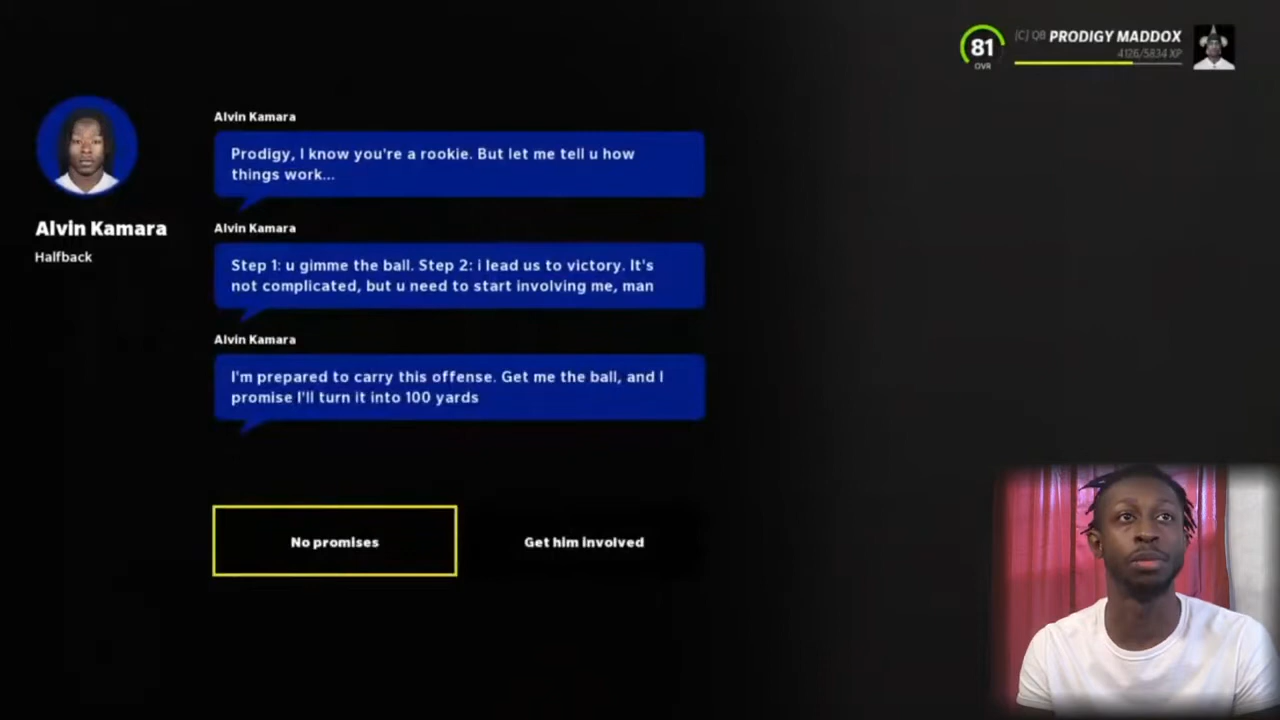 81
OVR
(C) QB PRODIGY MADDOX
4126/5834 XP
Alvin Kamara
Halfback
Alvin Kamara
Prodigy, I know you're a rookie. But let me tell u how
things work...
Alvin Kamara
Step 1: u gimme the ball. Step 2: i lead us to victory. It's
not complicated, but u need to start involving me, man
Alvin Kamara
I'm prepared to carry this offense. Get me the ball, and I
promise I'll turn it into 100 yards
No promises
Get him involved